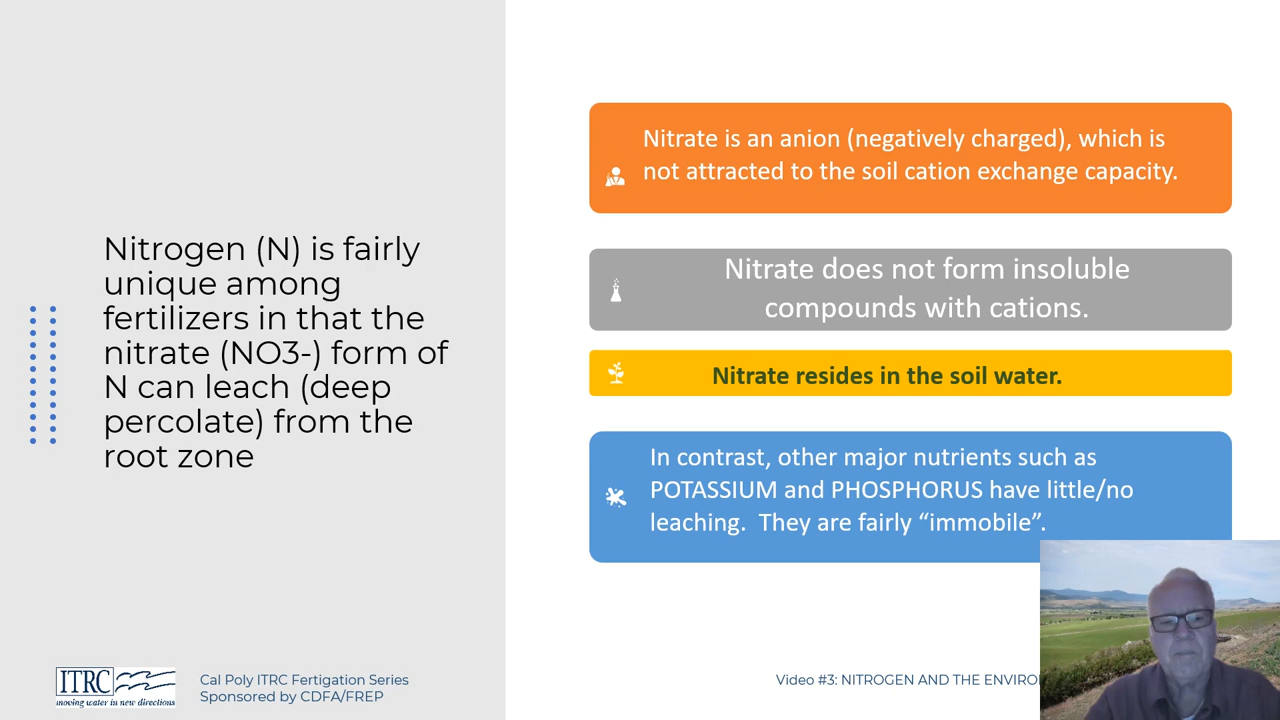 Nitrogen (N) is fairly
unique among
fertilizers in that the
nitrate (NO3-) form of
N can leach (deep
percolate) from the
root zone
Nitrate is an anion (negatively charged), which is
not attracted to the soil cation exchange capacity.
Nitrate does not form insoluble
compounds with cations.
Nitrate resides in the soil water.
In contrast, other major nutrients such as
POTASSIUM and PHOSPHORUS have little/no
leaching.  They are fairly “immobile”.
ITRC
moving water in new directions
Cal Poly ITRC Fertigation Series
Sponsored by CDFA/FREP
Video #3: NITROGEN AND THE